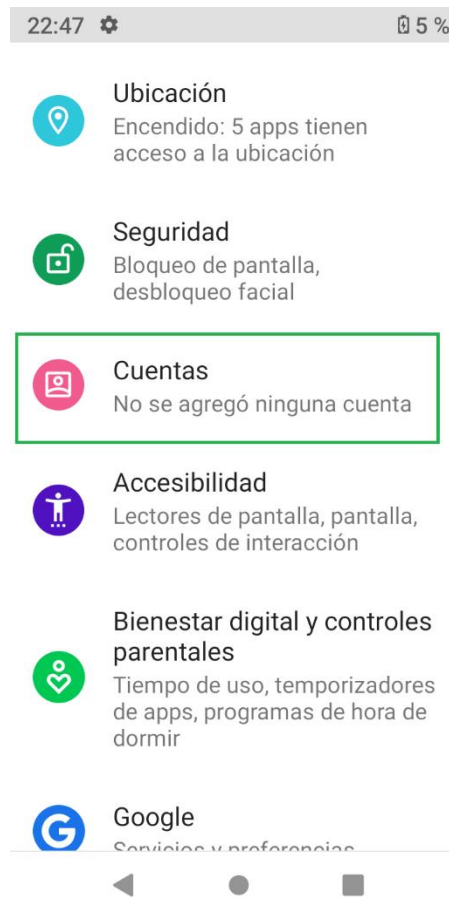 22:47 5 %
Ubicación
Encendido: 5 apps tienen
acceso a la ubicación
Seguridad
Bloqueo de pantalla,
desbloqueo facial
Cuentas
No se agregó ninguna cuenta
Accesibilidad
Lectores de pantalla, pantalla,
controles de interacción
Bienestar digital y controles
parentales
Tiempo de uso, temporizadores
de apps, programas de hora de
dormir
Google
Servicios y preferencias